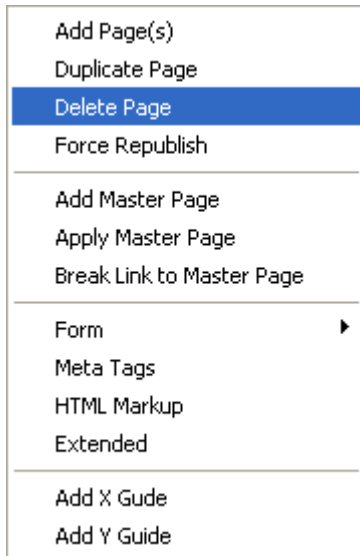 Add Page(s)
Duplicate Page
Delete Page
Force Republish
Add Master Page
Apply Master Page
Break Link to Master Page
Form
Meta Tags
HTML Markup
Extended
Add X Gude
Add Y Guide